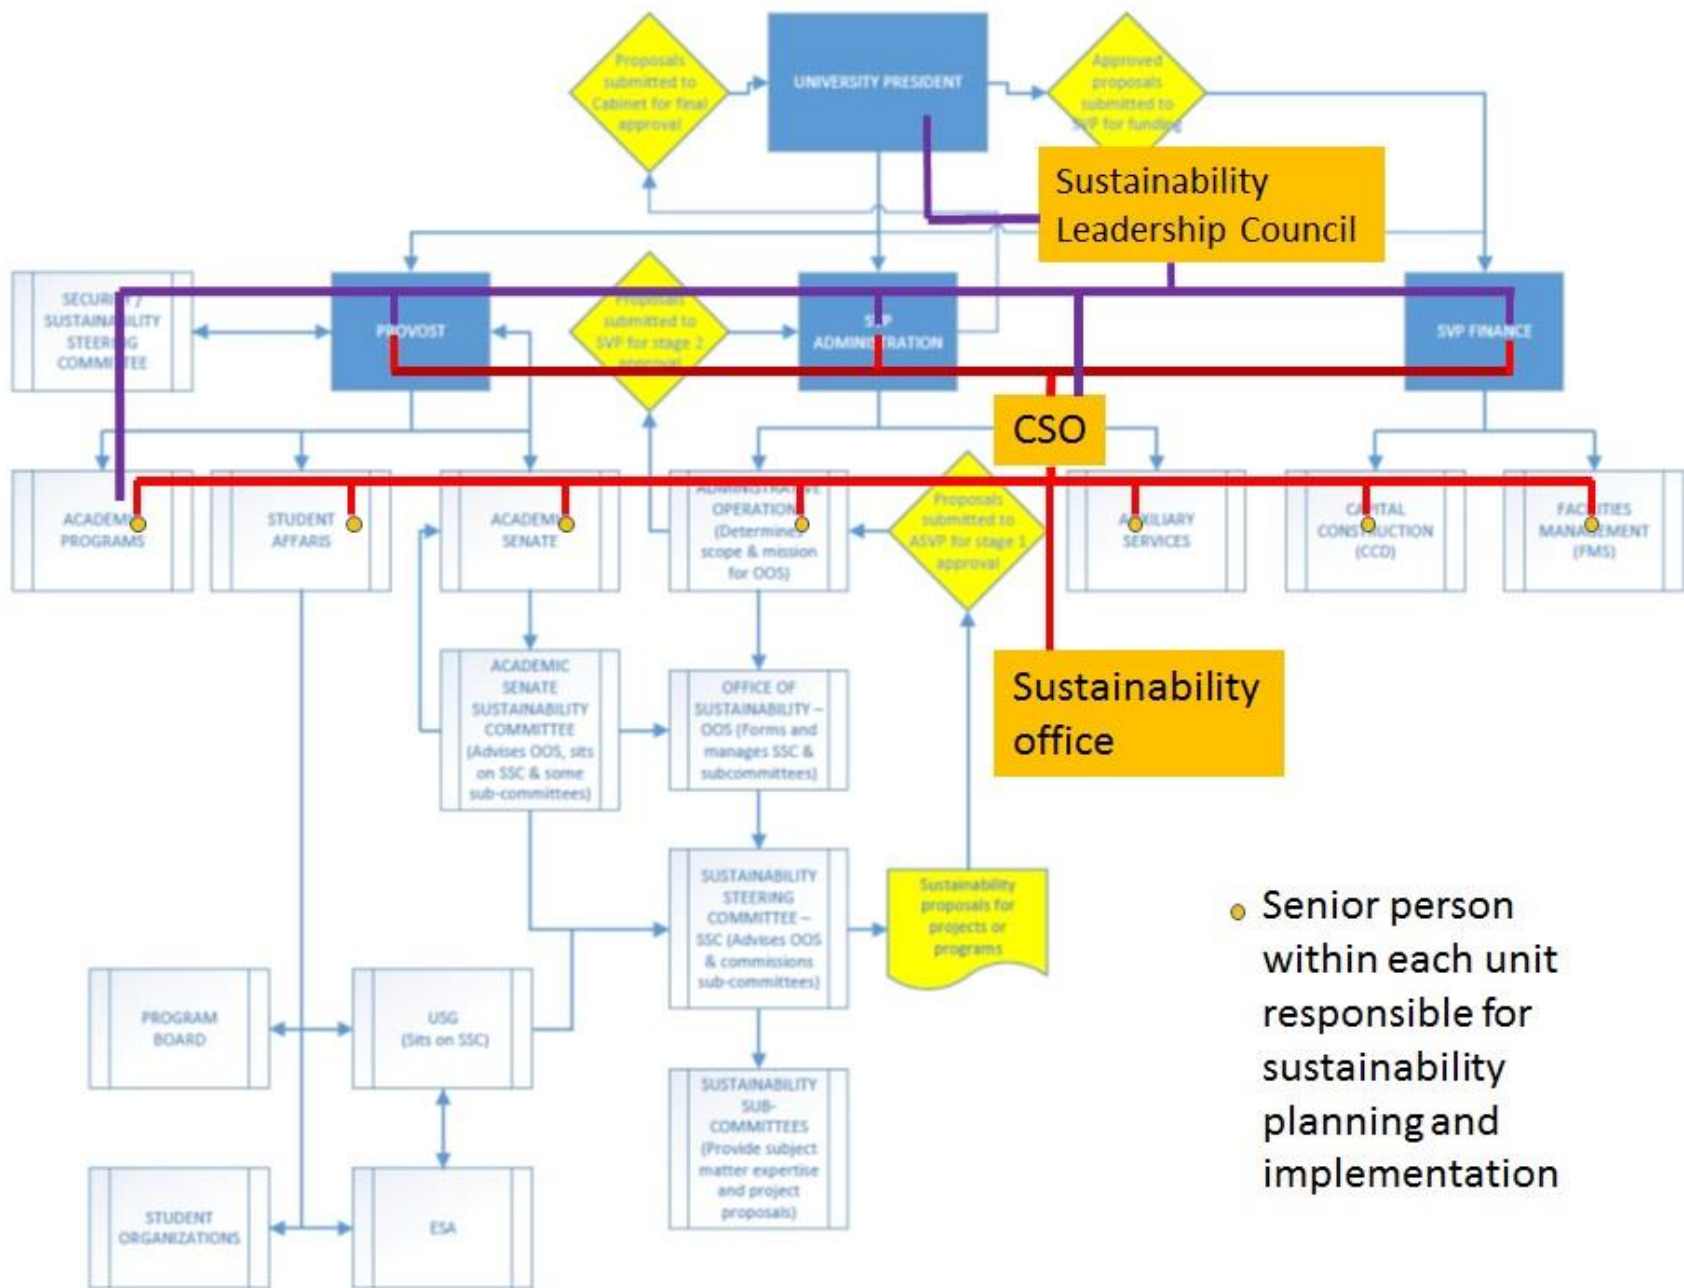 Proposals
submitted to
Cabinet for final
approval
UNIVERSITY PRESIDENT
Approved
proposals
submitted to
SVP for funding
Sustainability
Leadership Council
SECURITY /
SUSTAINABILITY
STEERING
COMMITTEE
PROVOST
Proposals
submitted to
SVP for stage 2
approval
SVP
ADMINISTRATION
SVP FINANCE
CSO
ACADEMIC
PROGRAMS
STUDENT
AFFARIS
ACADEMIC
SENATE
ADMINISTRATIVE
OPERATION
(Determines
scope & mission
for OOS)
Proposals
submitted to
ASVP for stage 1
approval
AUXILIARY
SERVICES
CAPITAL
CONSTRUCTION
(CCD)
FACILITIES
MANAGEMENT
(FMS)
ACADEMIC
SENATE
SUSTAINABILITY
COMMITTEE
(Advises OOS, sits
on SSC & some
sub-committees)
OFFICE OF
SUSTAINABILITY –
OOS (Forms and
manages SSC &
subcommittees)
Sustainability
office
SUSTAINABILITY
STEERING
COMMITTEE –
SSC (Advises OOS
& commissions
sub-committees)
Sustainability
proposals for
projects or
programs
PROGRAM
BOARD
USG
(Sits on SSC)
SUSTAINABILITY
SUB-
COMMITTEES
(Provide subject
matter expertise
and project
proposals)
STUDENT
ORGANIZATIONS
ESA
Senior person
within each unit
responsible for
sustainability
planning and
implementation